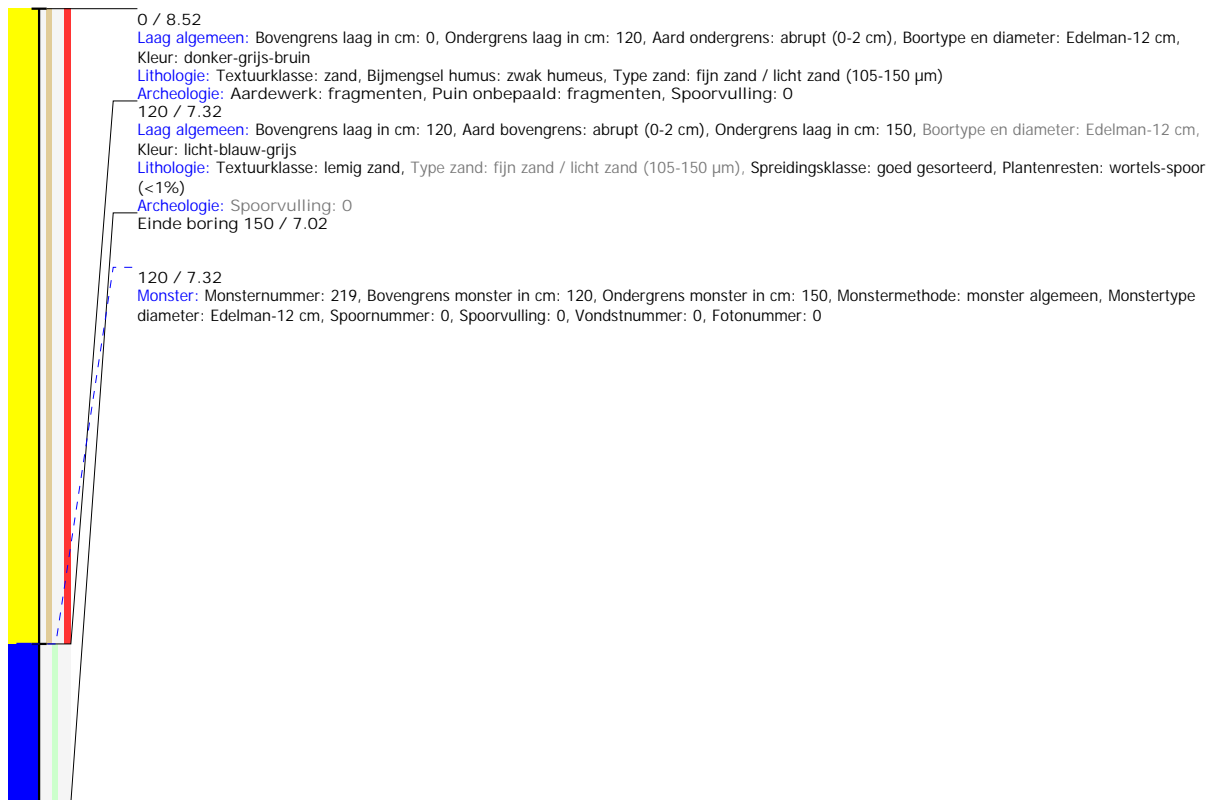 0 / 8.52
Laag algemeen: Bovengrens laag in cm: 0, Ondergrens laag in cm: 120, Aard ondergrens: abrupt (0-2 cm), Boortype en diameter: Edelman-12 cm,
Kleur: donker-grijs-bruin
Lithologie: Textuurklasse: zand, Bijmengsel humus: zwak humeus, Type zand: fijn zand / licht zand (105-150 µm)
Archeologie: Aardewerk: fragmenten, Puin onbepaald: fragmenten, Spoorvulling: 0
120 / 7.32
Laag algemeen: Bovengrens laag in cm: 120, Aard bovengrens: abrupt (0-2 cm), Ondergrens laag in cm: 150, Boortype en diameter: Edelman-12 cm,
Kleur: licht-blauw-grijs
Lithologie: Textuurklasse: lemig zand, Type zand: fijn zand / licht zand (105-150 µm), Spreidingsklasse: goed gesorteerd, Plantenresten: wortels-spoor
(<1%)
Archeologie: Spoorvulling: 0
Einde boring 150 / 7.02
120 / 7.32
Monster: Monsternummer: 219, Bovengrens monster in cm: 120, Ondergrens monster in cm: 150, Monstermethode: monster algemeen, Monstertype
diameter: Edelman-12 cm, Spoornummer: 0, Spoorvulling: 0, Vondstnummer: 0, Fotonummer: 0